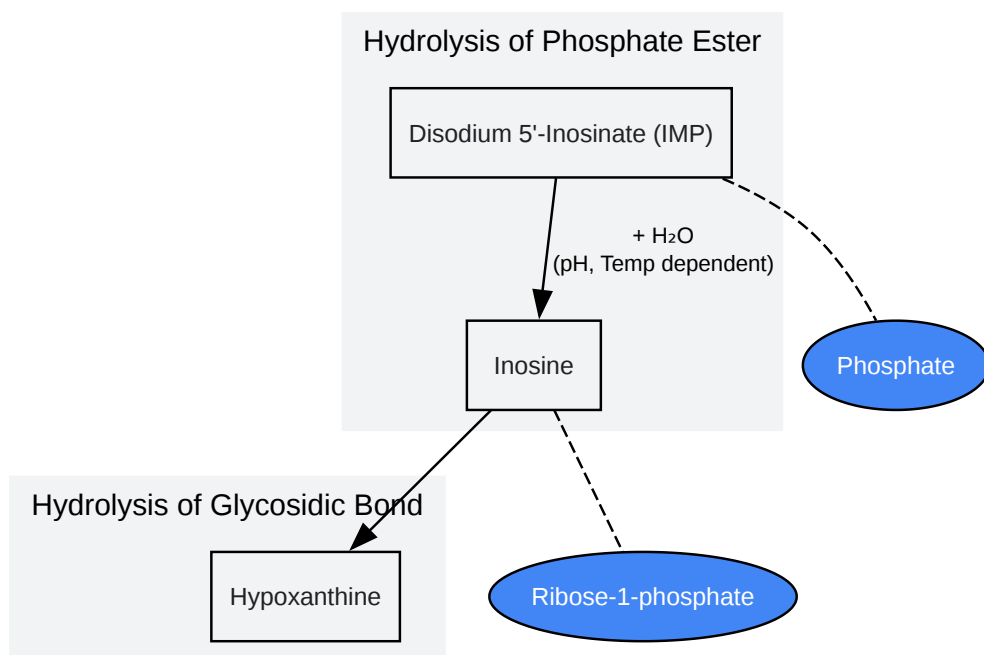 Hydrolysis of Phosphate Ester
Disodium 5'-Inosinate (IMP)
+ H₂O
(pH, Temp dependent)
Inosine
Phosphate
Hydrolysis of Glycosidic Bond
Hypoxanthine
Ribose-1-phosphate